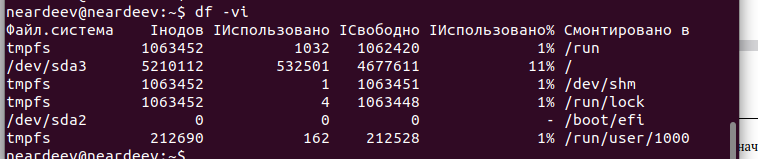 neardeev@neardeev:~$ df -vi
Файл.система Iнодов IИспользовано IСвободно IИспользовано% Смонтировано в
tmpfs 1063452 1032 1062420 1% /run
/dev/sda3 5210112 532501 4677611 11% /
tmpfs 1063452 1 1063451 1% /dev/shm
tmpfs 1063452 4 1063448 1% /run/lock
/dev/sda2 0 0 0 - /boot/efi
tmpfs 212690 162 212528 1% /run/user/1000
neardeev@neardeev:~$
нач